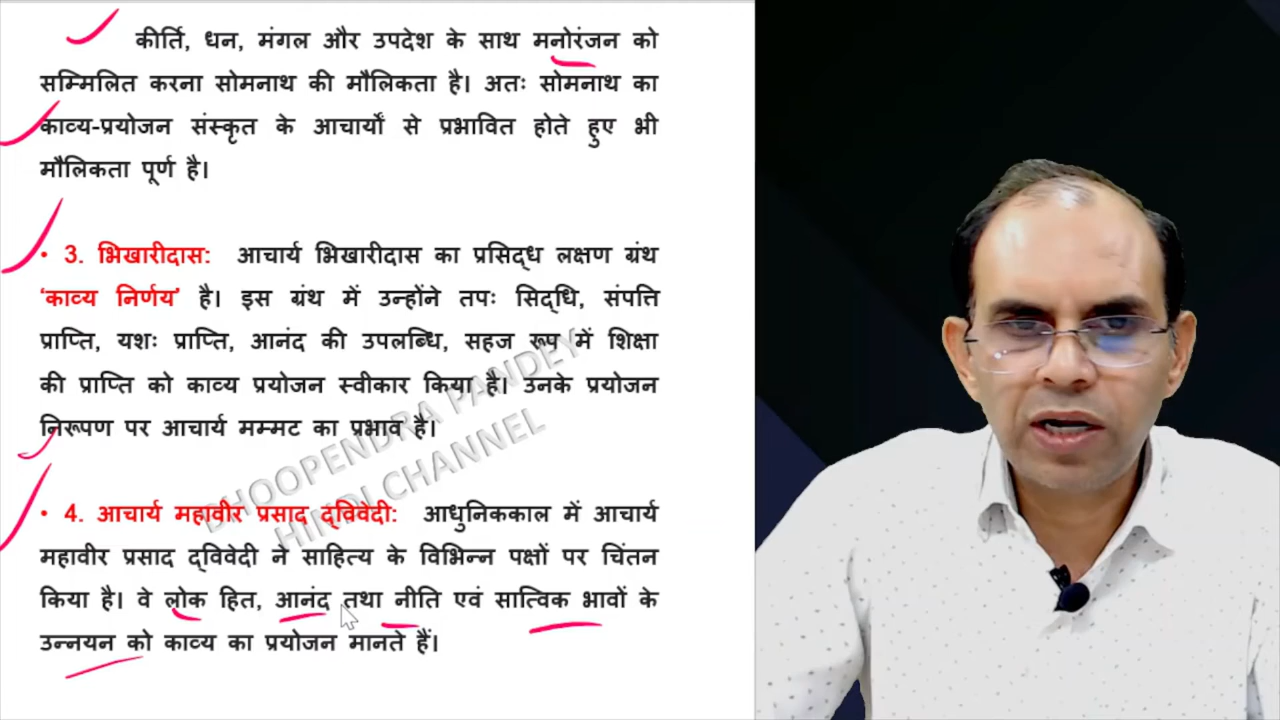 कीर्ति, धन, मंगल और उपदेश के साथ मनोरंजन को
सम्मिलित करना सोमनाथ की मौलिकता है। अतः सोमनाथ का
काव्य-प्रयोजन संस्कृत के आचार्यों से प्रभावित होते हुए भी
मौलिकता पूर्ण है।
• 3. भिखारीदास: आचार्य भिखारीदास का प्रसिद्ध लक्षण ग्रंथ
‘काव्य निर्णय’ है। इस ग्रंथ में उन्होंने तपः सिद्धि, संपत्ति
प्राप्ति, यशः प्राप्ति, आनंद की उपलब्धि, सहज रूप में शिक्षा
की प्राप्ति को काव्य प्रयोजन स्वीकार किया है। उनके प्रयोजन
निरूपण पर आचार्य मम्मट का प्रभाव है।
BHOOPENDRA PANDEY
HINDI CHANNEL
• 4. आचार्य महावीर प्रसाद द्विवेदी: आधुनिककाल में आचार्य
महावीर प्रसाद द्विवेदी ने साहित्य के विभिन्न पक्षों पर चिंतन
किया है। वे लोक हित, आनंद तथा नीति एवं सात्विक भावों के
उन्नयन को काव्य का प्रयोजन मानते हैं।